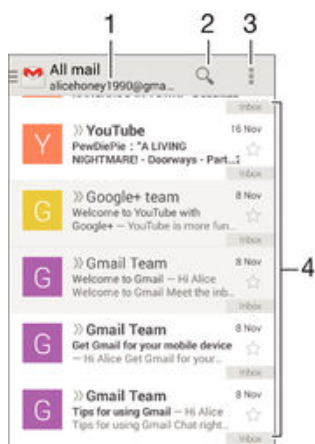 1 2 3
All mail
alicehoney1990@gma...
Inbox
Y
YouTube 16 Nov
PewDiePie : "A LIVING
NIGHTMARE! - Doorways - Part..
Inbox
G
Google+ team 8 Nov
Welcome to YouTube with
Google+ – YouTube is more fun..
Inbox
G
Gmail Team 8 Nov
Welcome to Gmail – Hi Alice
Welcome to Gmail Meet the inb..
Inbox
4
G
Gmail Team 8 Nov
Get Gmail for your mobile device
– Hi Alice Get Gmail for your..
Inbox
G
Gmail Team 8 Nov
Tips for using Gmail – Hi Alice
Tips for using Gmail Chat right..
Inbox